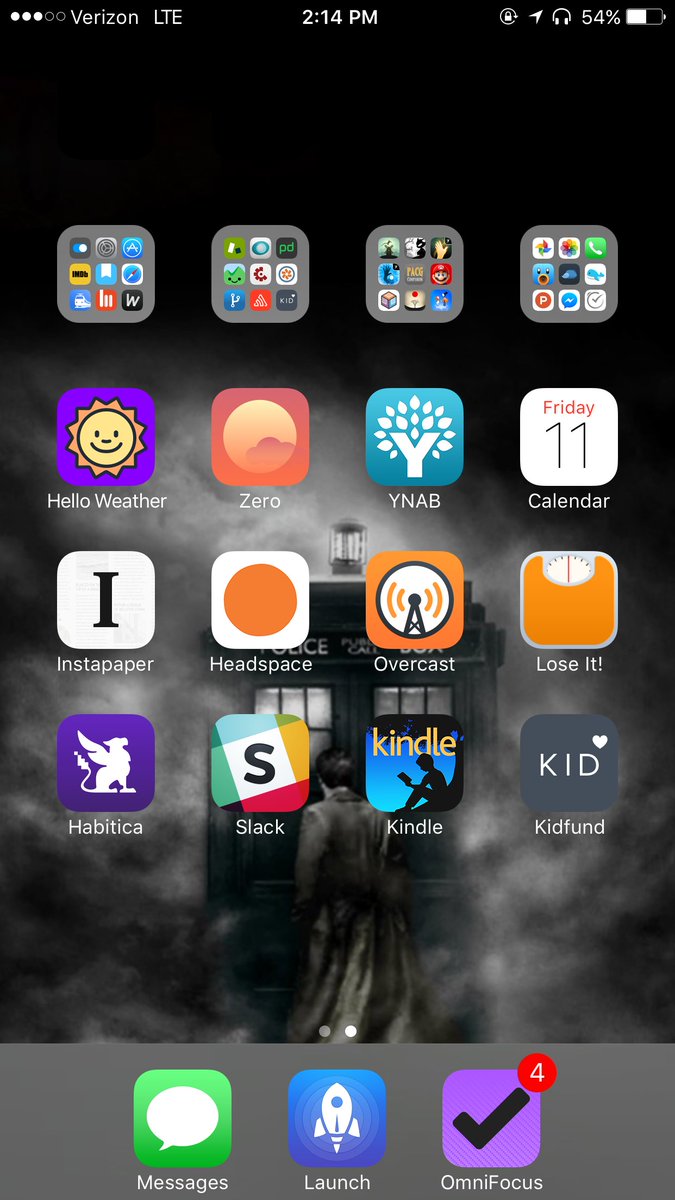 Verizon LTE 2:14 PM 54%
IMDb
pd
W
KID
PACG
P
Friday
11
Y
Hello Weather Zero YNAB Calendar
I
POLICE PUBLIC CALL BOX
Instapaper Headspace Overcast Lose It!
S
kindle
KID
Habitica Slack Kindle Kidfund
4
Messages Launch OmniFocus